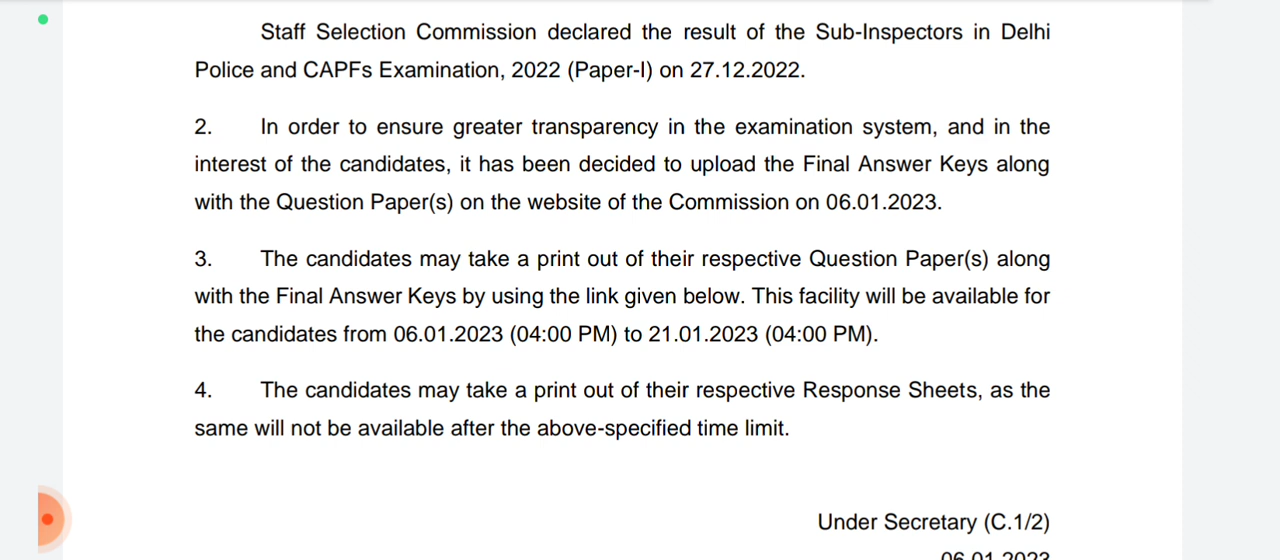 Staff Selection Commission declared the result of the Sub-Inspectors in Delhi
Police and CAPFs Examination, 2022 (Paper-I) on 27.12.2022.
2. In order to ensure greater transparency in the examination system, and in the
interest of the candidates, it has been decided to upload the Final Answer Keys along
with the Question Paper(s) on the website of the Commission on 06.01.2023.
3. The candidates may take a print out of their respective Question Paper(s) along
with the Final Answer Keys by using the link given below. This facility will be available for
the candidates from 06.01.2023 (04:00 PM) to 21.01.2023 (04:00 PM).
4. The candidates may take a print out of their respective Response Sheets, as the
same will not be available after the above-specified time limit.
Under Secretary (C.1/2)
06.01.2023